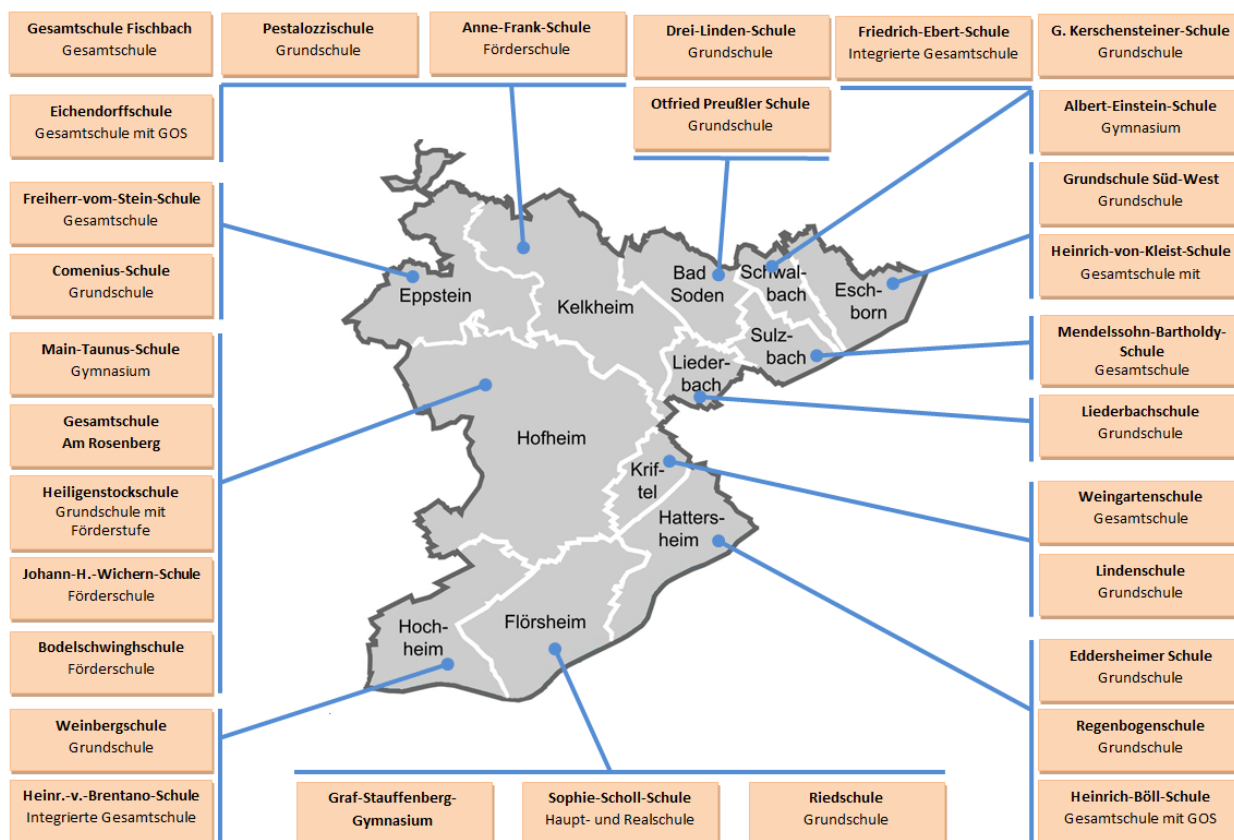 Gesamtschule Fischbach
Gesamtschule
Pestalozzischule
Grundschule
Anne-Frank-Schule
Förderschule
Drei-Linden-Schule
Grundschule
Friedrich-Ebert-Schule
Integrierte Gesamtschule
G. Kerschensteiner-Schule
Grundschule
Eichendorffschule
Gesamtschule mit GOS
Otfried Preußler Schule
Grundschule
Albert-Einstein-Schule
Gymnasium
Freiherr-vom-Stein-Schule
Gesamtschule
Grundschule Süd-West
Grundschule
Comenius-Schule
Grundschule
Heinrich-von-Kleist-Schule
Gesamtschule mit
Main-Taunus-Schule
Gymnasium
Mendelssohn-Bartholdy-
Schule
Gesamtschule
Gesamtschule
Am Rosenberg
Liederbachschule
Grundschule
Heiligenstockschule
Grundschule mit
Förderstufe
Weingartenschule
Gesamtschule
Johann-H.-Wichern-Schule
Förderschule
Lindenschule
Grundschule
Bodelschwinghschule
Förderschule
Eddersheimer Schule
Grundschule
Weinbergschule
Grundschule
Regenbogenschule
Grundschule
Heinr.-v.-Brentano-Schule
Integrierte Gesamtschule
Graf-Stauffenberg-
Gymnasium
Sophie-Scholl-Schule
Haupt- und Realschule
Riedschule
Grundschule
Heinrich-Böll-Schule
Gesamtschule mit GOS
Eppstein
Kelkheim
Bad
Soden
Schwal-
bach
Esch-
born
Sulz-
bach
Lieder-
bach
Hofheim
Krif-
tel
Hatters-
heim
Flörsheim
Hoch-
heim